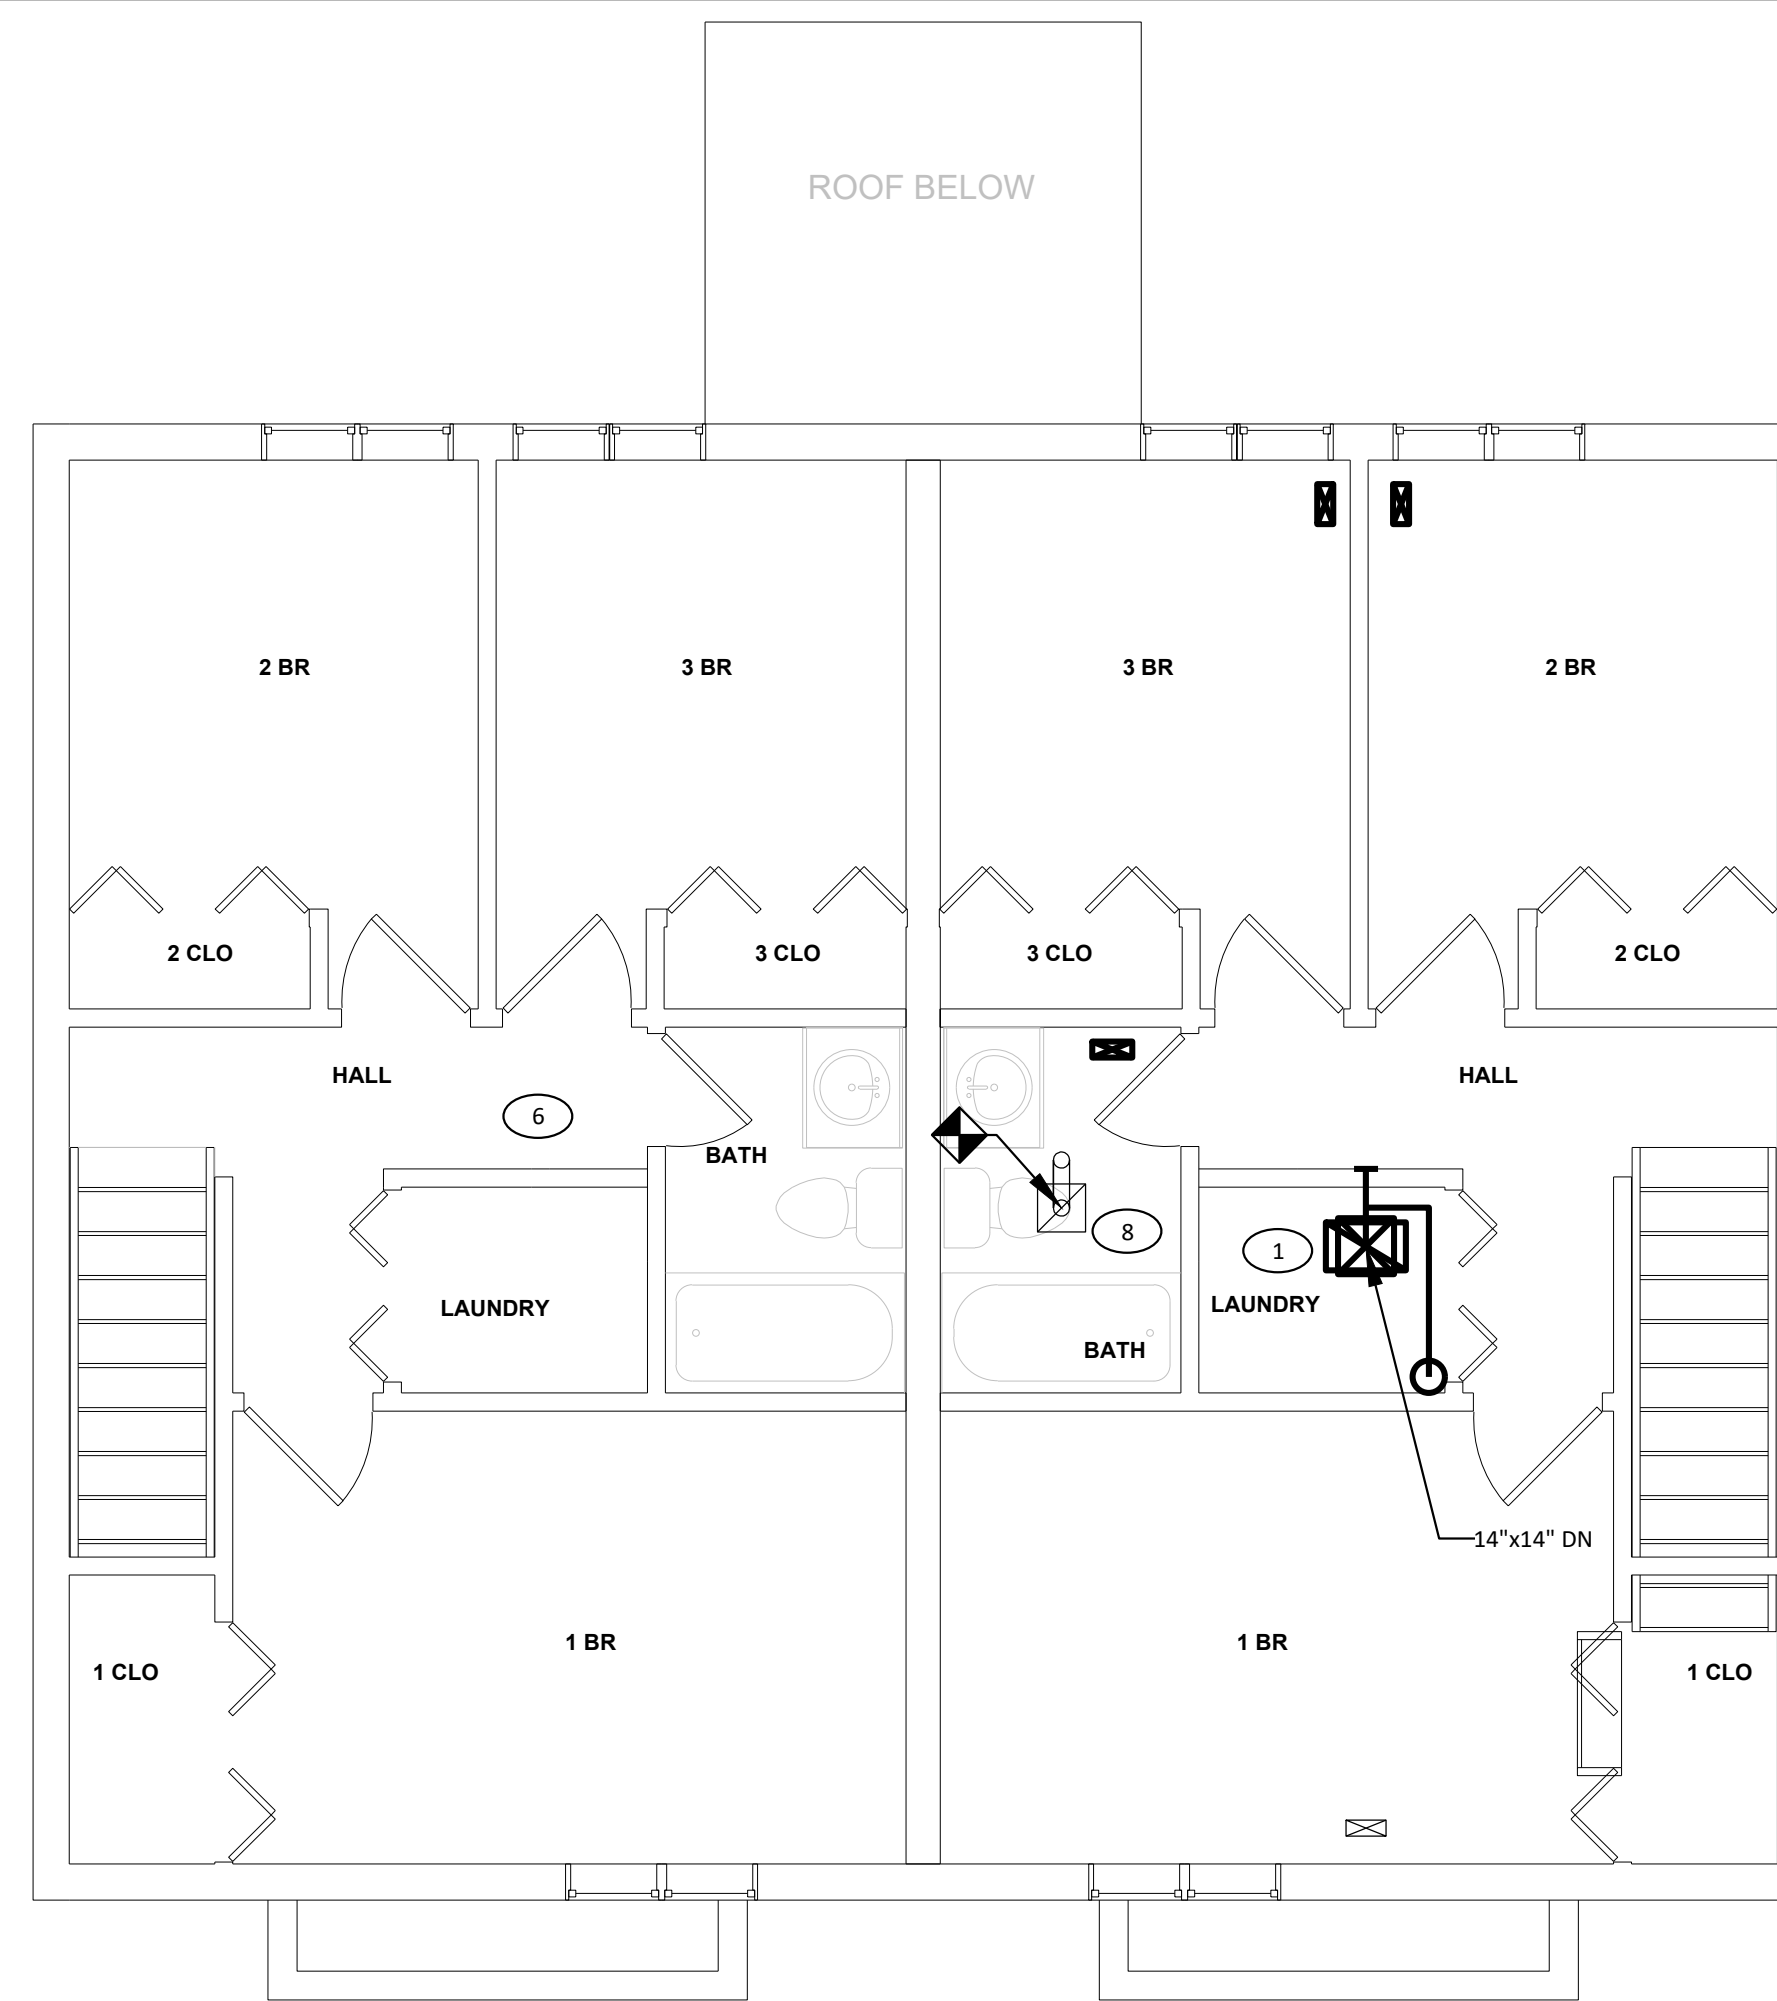 ROOF BELOW
2 BR
3 BR
3 BR
2 BR
2 CLO
3 CLO
3 CLO
2 CLO
HALL
HALL
6
BATH
8
1
LAUNDRY
LAUNDRY
BATH
14"x14" DN
1 BR
1 BR
1 CLO
1 CLO